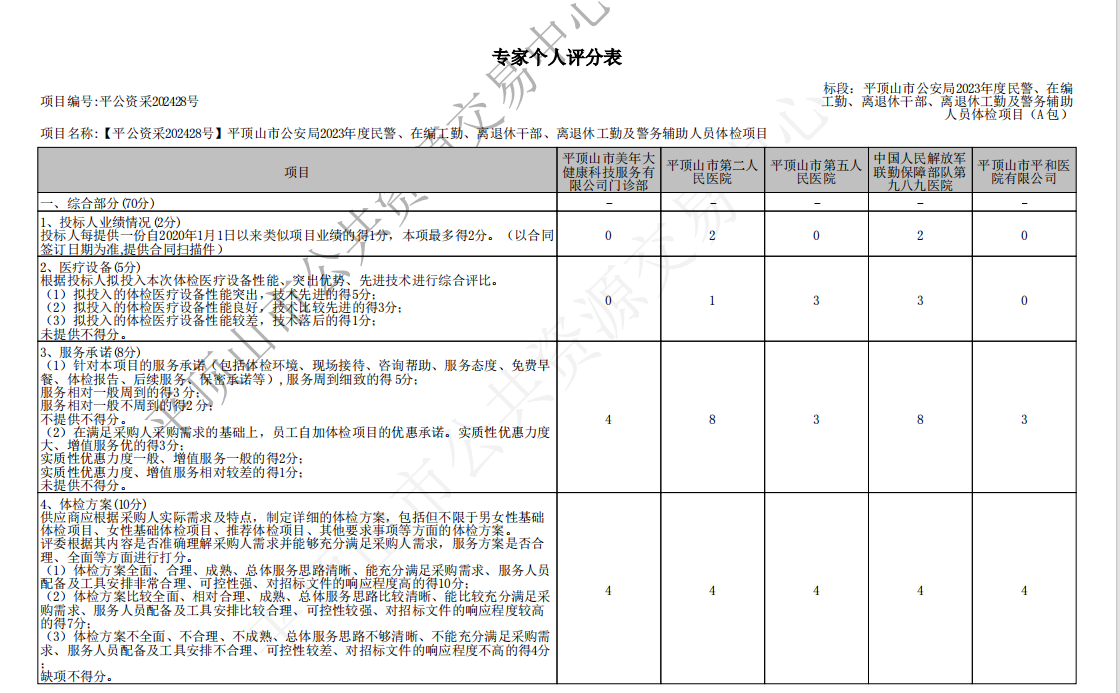 专家个人评分表
项目编号:平公资采202428号
标段：平顶山市公安局2023年度民警、在编
工勤、离退休干部、离退休工勤及警务辅助
人员体检项目（A包）
项目名称:【平公资采202428号】平顶山市公安局2023年度民警、在编工勤、离退休干部、离退休工勤及警务辅助人员体检项目
项目
平顶山市美年大
健康科技服务有
限公司门诊部
平顶山市第二人
民医院
平顶山市第五人
民医院
中国人民解放军
联勤保障部队第
九八九医院
平顶山市平和医
院有限公司
一、综合部分(70分) – – – – –
1、投标人业绩情况(2分)
投标人每提供一份自2020年1月1日以来类似项目业绩的得1分，本项最多得2分。（以合同
签订日期为准,提供合同扫描件）
0 2 0 2 0
2、医疗设备(5分)
根据投标人拟投入本次体检医疗设备性能、突出优势、先进技术进行综合评比。
（1）拟投入的体检医疗设备性能突出，技术先进的得5分；
（2）拟投入的体检医疗设备性能良好，技术比较先进的得3分；
（3）拟投入的体检医疗设备性能较差，技术落后的得1分；
未提供不得分。
0 1 3 3 0
3、服务承诺(8分)
（1）针对本项目的服务承诺（包括体检环境、现场接待、咨询帮助、服务态度、免费早
餐、体检报告、后续服务、保密承诺等）,服务周到细致的得 5分；
服务相对一般周到的得3 分；
服务相对一般不周到的得2 分；
不提供不得分。
（2）在满足采购人采购需求的基础上，员工自加体检项目的优惠承诺。实质性优惠力度
大、增值服务优的得3分；
实质性优惠力度一般、增值服务一般的得2分；
实质性优惠力度、增值服务相对较差的得1分；
未提供不得分。
4 8 3 8 3
4、体检方案(10分)
供应商应根据采购人实际需求及特点，制定详细的体检方案，包括但不限于男女性基础
体检项目、女性基础体检项目、推荐体检项目、其他要求事项等方面的体检方案。
评委根据其内容是否准确理解采购人需求并能够充分满足采购人需求，服务方案是否合
理、全面等方面进行打分。
（1）体检方案全面、合理、成熟、总体服务思路清晰、能充分满足采购需求、服务人员
配备及工具安排非常合理、可控性强、对招标文件的响应程度高的得10分；
（2）体检方案比较全面、相对合理、成熟、总体服务思路比较清晰、能比较充分满足采
购需求、服务人员配备及工具安排比较合理、可控性较强、对招标文件的响应程度较高
的得7分；
（3）体检方案不全面、不合理、不成熟、总体服务思路不够清晰、不能充分满足采购需
求、服务人员配备及工具安排不合理、可控性较差、对招标文件的响应程度不高的得4分
；
缺项不得分。
4 4 4 4 4
平顶山市公共资源交易中心
平顶山市公共资源交易中心